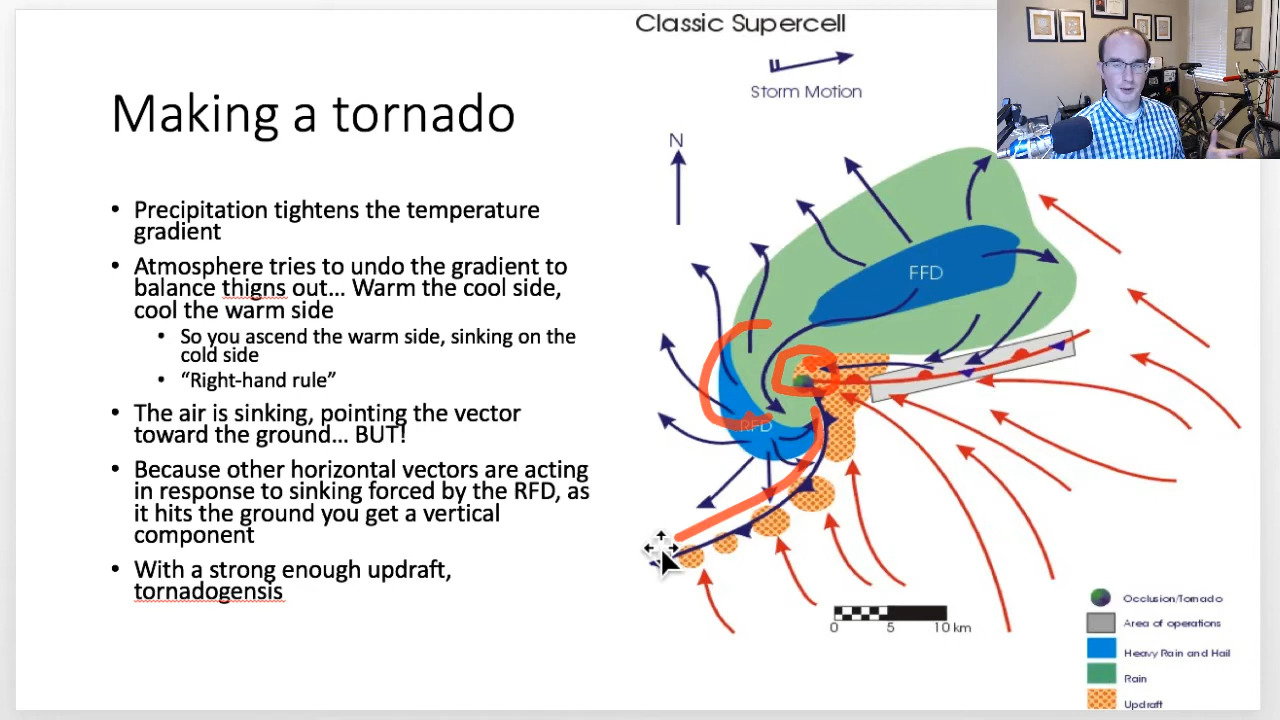 Making a tornado
• Precipitation tightens the temperature
gradient
• Atmosphere tries to undo the gradient to
balance thigns out... Warm the cool side,
cool the warm side
• So you ascend the warm side, sinking on the
cold side
• “Right-hand rule”
• The air is sinking, pointing the vector
toward the ground... BUT!
• Because other horizontal vectors are acting
in response to sinking forced by the RFD, as
it hits the ground you get a vertical
component
• With a strong enough updraft,
tornadogensis
Classic Supercell
Storm Motion
N
FFD
RFD
0 5 10 km
Occlusion/Tornado
Area of operations
Heavy Rain and Hail
Rain
Updraft